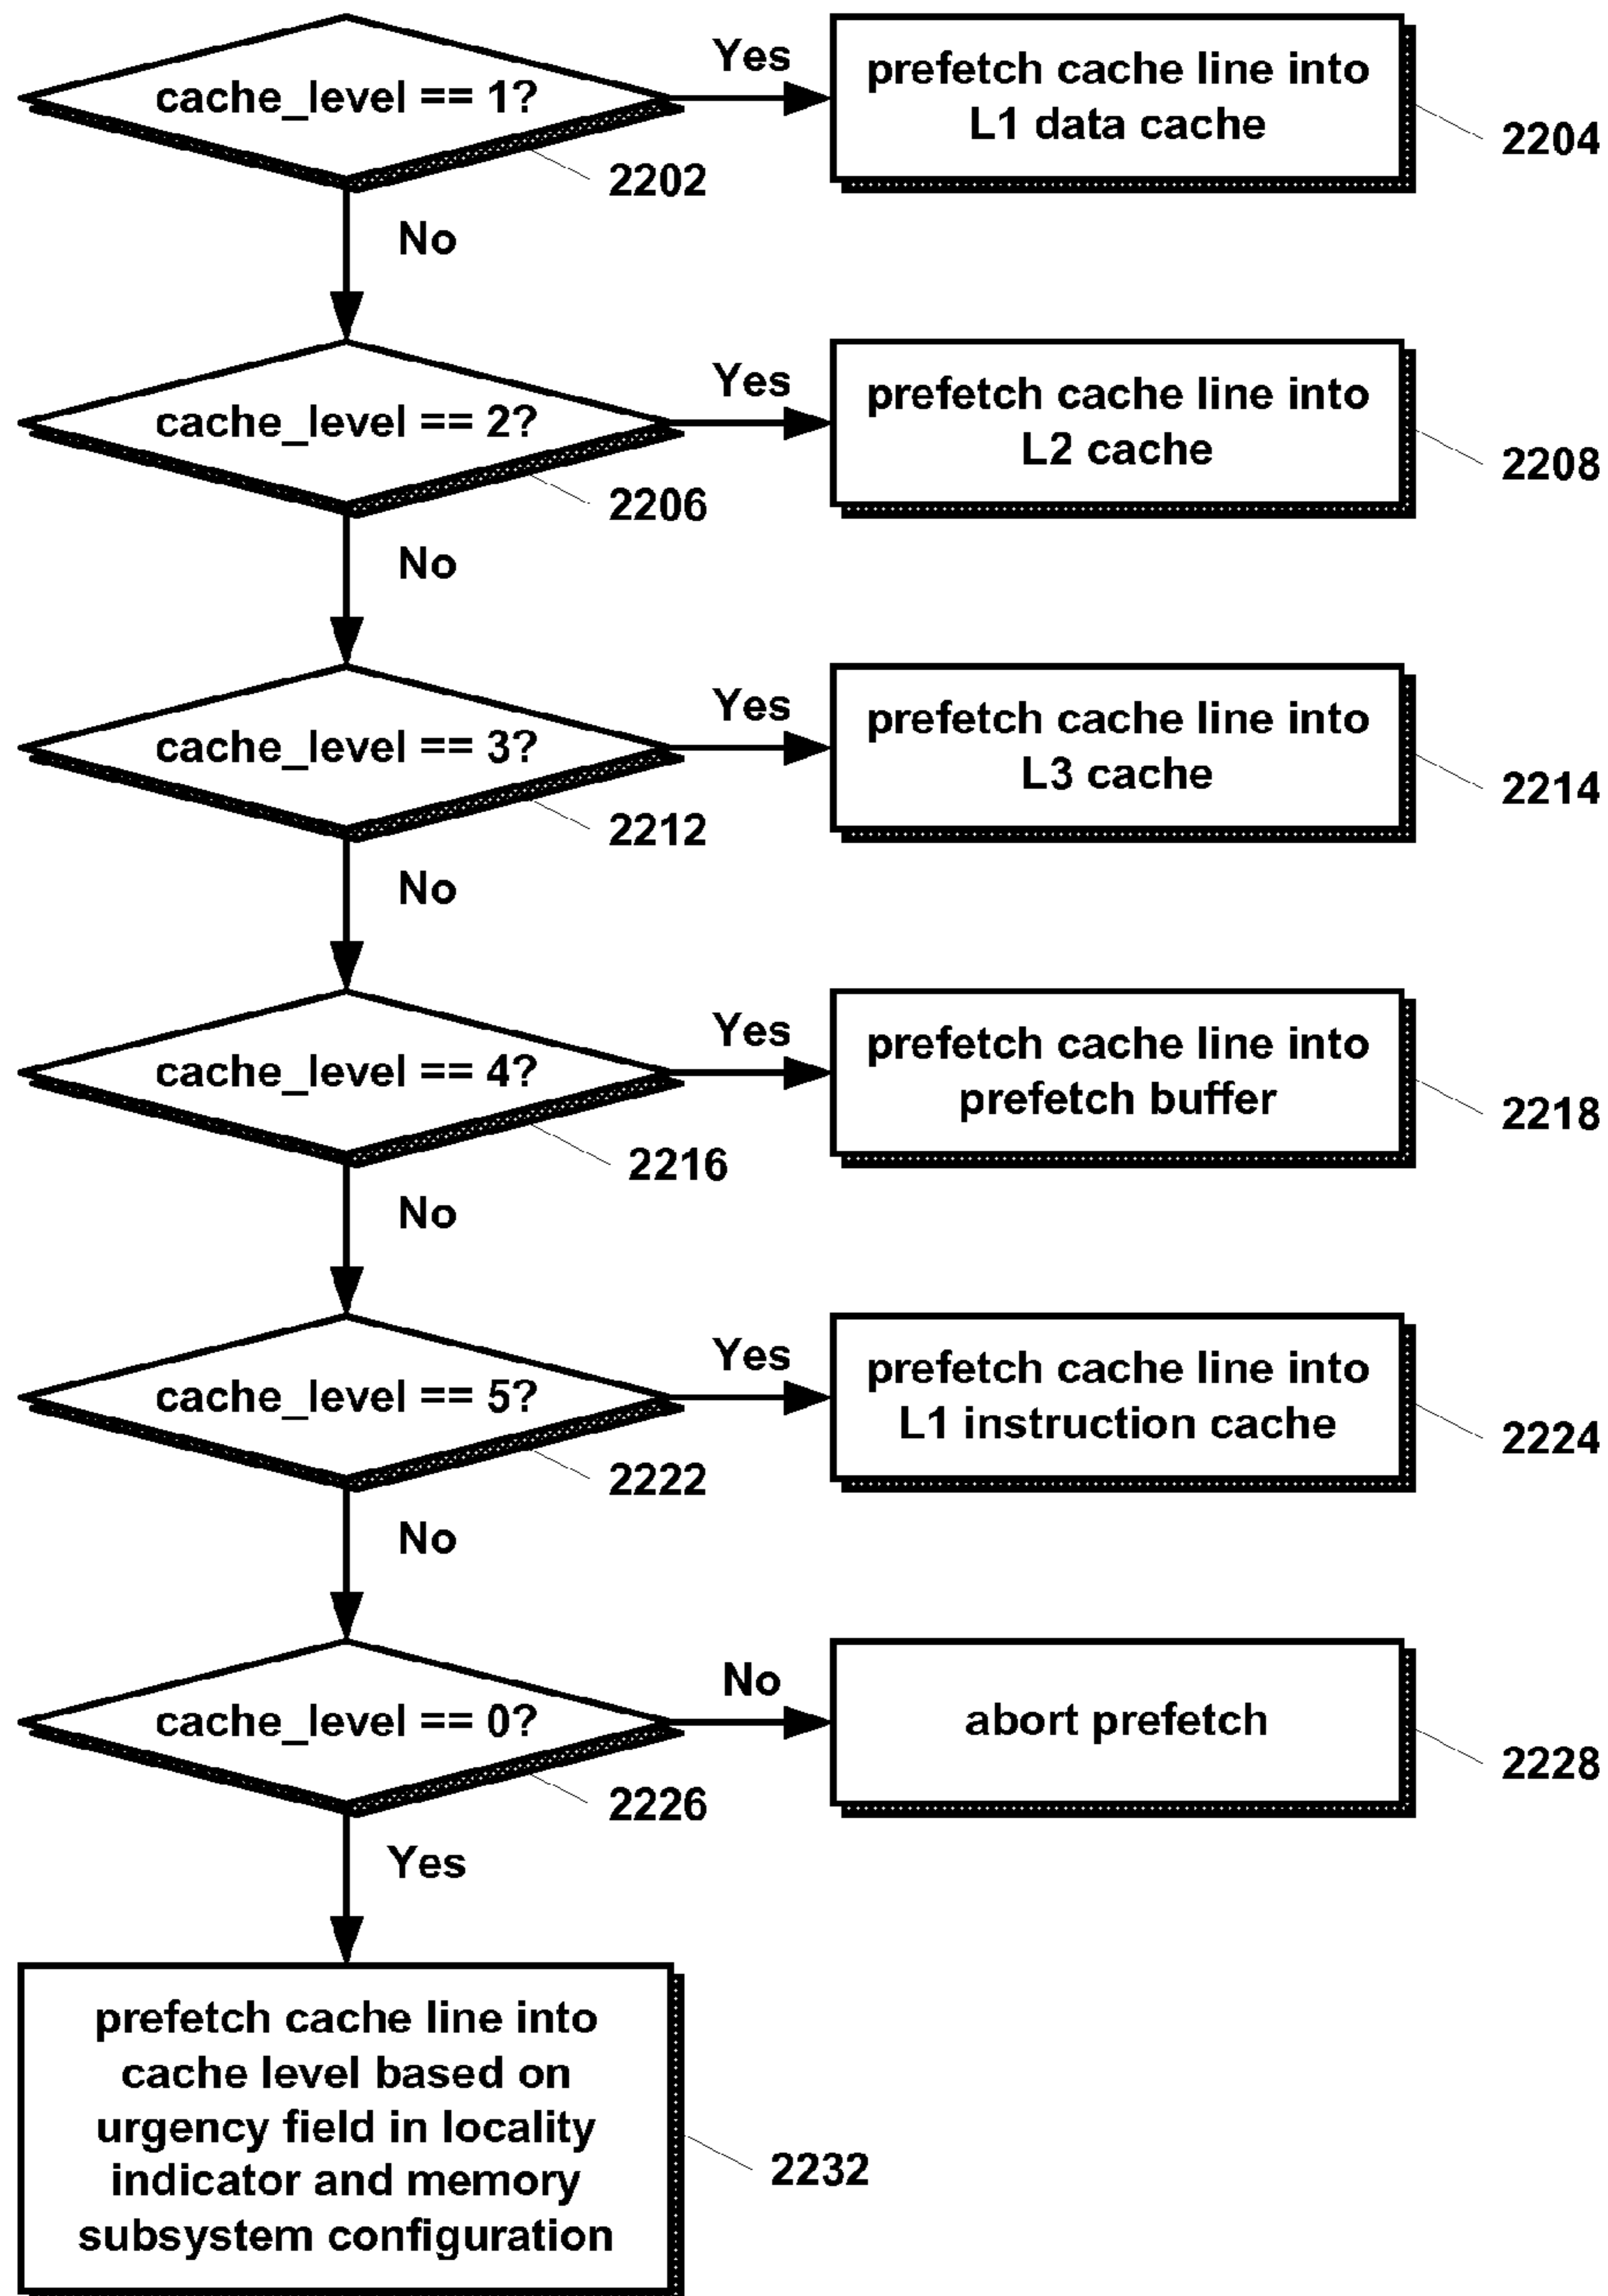 cache_level == 1?
Yes
prefetch cache line into
L1 data cache
2204
2202
No
cache_level == 2?
Yes
prefetch cache line into
L2 cache
2208
2206
No
cache_level == 3?
Yes
prefetch cache line into
L3 cache
2214
2212
No
cache_level == 4?
Yes
prefetch cache line into
prefetch buffer
2218
2216
No
cache_level == 5?
Yes
prefetch cache line into
L1 instruction cache
2224
2222
No
cache_level == 0?
No
abort prefetch
2228
2226
Yes
prefetch cache line into
cache level based on
urgency field in locality
indicator and memory
subsystem configuration
2232